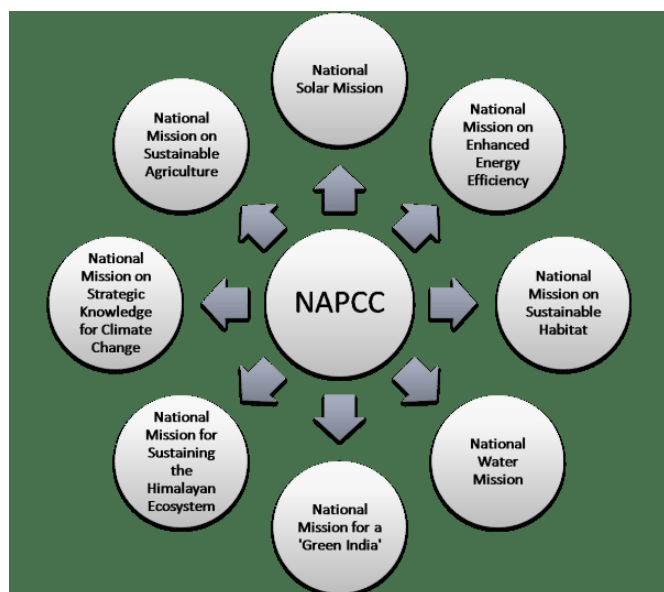 National
Solar Mission
National
Mission on
Enhanced
Energy
Efficiency
National
Mission on
Sustainable
Habitat
National
Water
Mission
National
Mission for a
'Green India'
National
Mission for
Sustaining
the
Himalayan
Ecosystem
National
Mission on
Strategic
Knowledge
for Climate
Change
National
Mission on
Sustainable
Agriculture
NAPCC